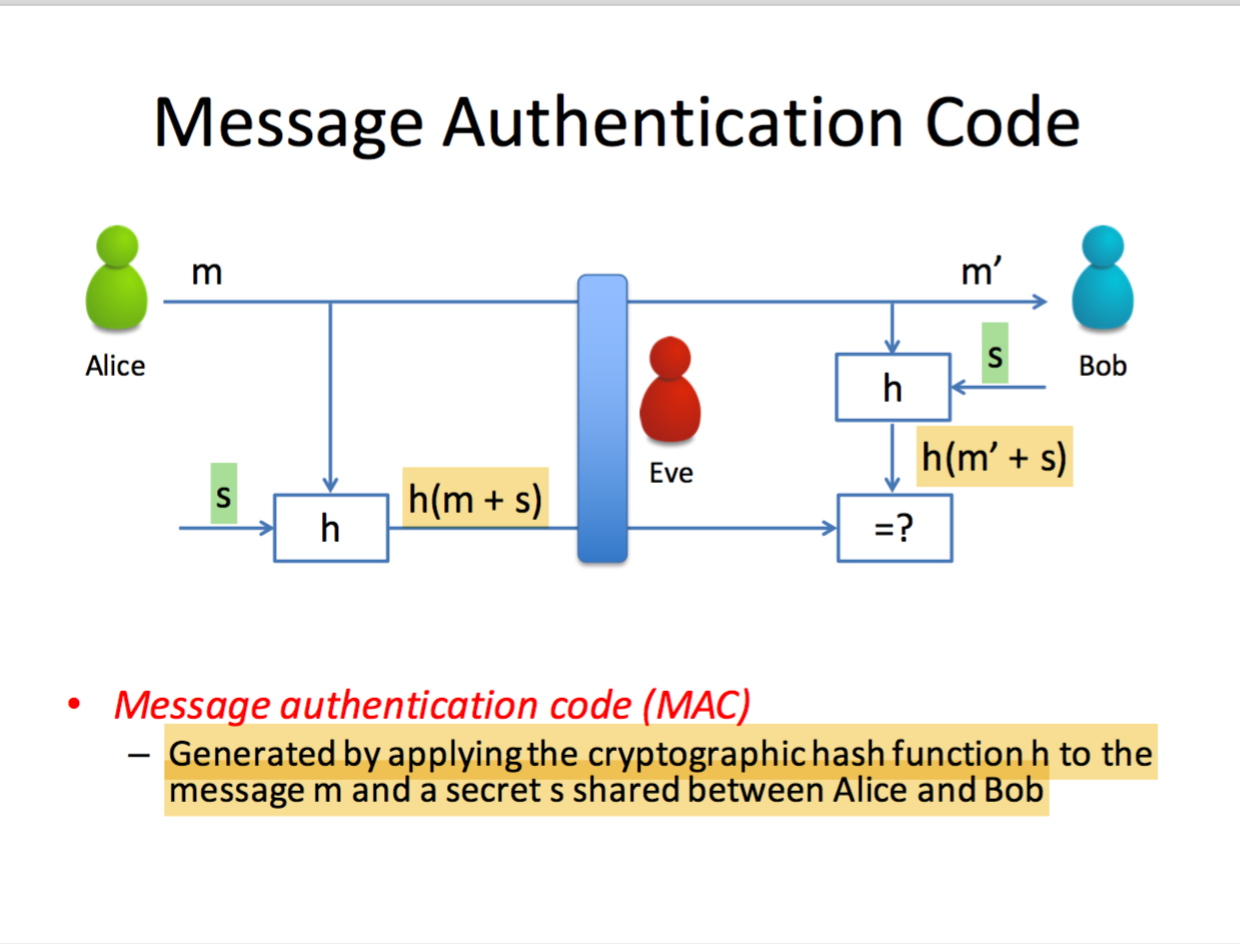 Message Authentication Code
m
m’
Alice
s
Bob
h
h(m’ + s)
Eve
s
h(m + s)
h
=?
• Message authentication code (MAC)
– Generated by applying the cryptographic hash function h to the
message m and a secret s shared between Alice and Bob